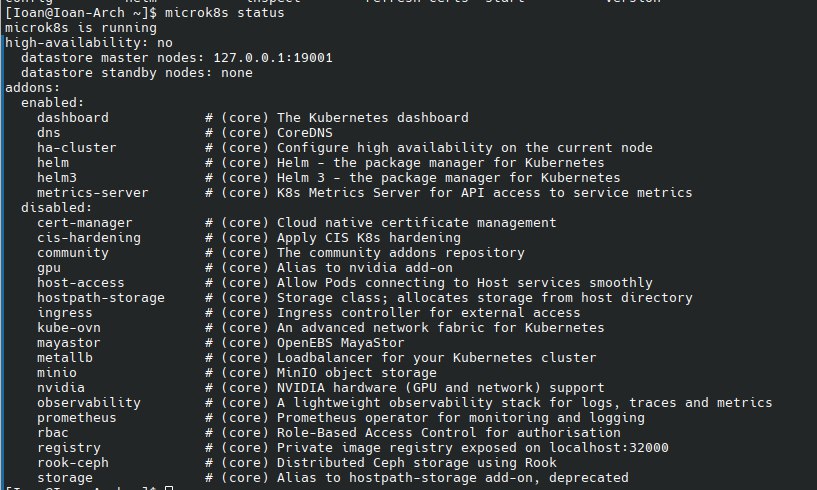 [Ioan@Ioan-Arch ~]$ microk8s status
microk8s is running
high-availability: no
  datastore master nodes: 127.0.0.1:19001
  datastore standby nodes: none
addons:
  enabled:
    dashboard            # (core) The Kubernetes dashboard
    dns                  # (core) CoreDNS
    ha-cluster           # (core) Configure high availability on the current node
    helm                 # (core) Helm - the package manager for Kubernetes
    helm3                # (core) Helm 3 - the package manager for Kubernetes
    metrics-server       # (core) K8s Metrics Server for API access to service metrics
  disabled:
    cert-manager         # (core) Cloud native certificate management
    cis-hardening        # (core) Apply CIS K8s hardening
    community            # (core) The community addons repository
    gpu                  # (core) Alias to nvidia add-on
    host-access          # (core) Allow Pods connecting to Host services smoothly
    hostpath-storage     # (core) Storage class; allocates storage from host directory
    ingress              # (core) Ingress controller for external access
    kube-ovn             # (core) An advanced network fabric for Kubernetes
    mayastor             # (core) OpenEBS MayaStor
    metallb              # (core) Loadbalancer for your Kubernetes cluster
    minio                # (core) MinIO object storage
    nvidia               # (core) NVIDIA hardware (GPU and network) support
    observability        # (core) A lightweight observability stack for logs, traces and metrics
    prometheus           # (core) Prometheus operator for monitoring and logging
    rbac                 # (core) Role-Based Access Control for authorisation
    registry             # (core) Private image registry exposed on localhost:32000
    rook-ceph            # (core) Distributed Ceph storage using Rook
    storage              # (core) Alias to hostpath-storage add-on, deprecated